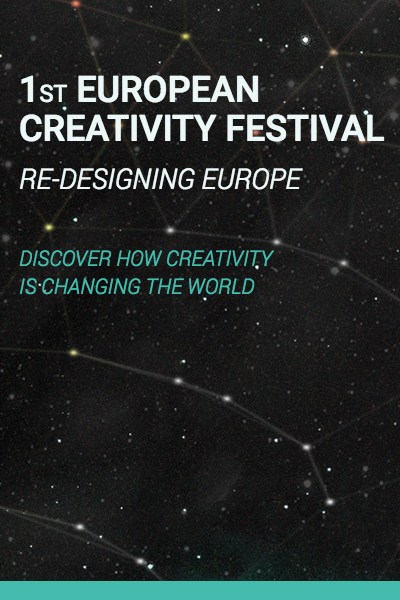 1ST EUROPEAN
CREATIVITY FESTIVAL
RE-DESIGNING EUROPE
DISCOVER HOW CREATIVITY
IS CHANGING THE WORLD